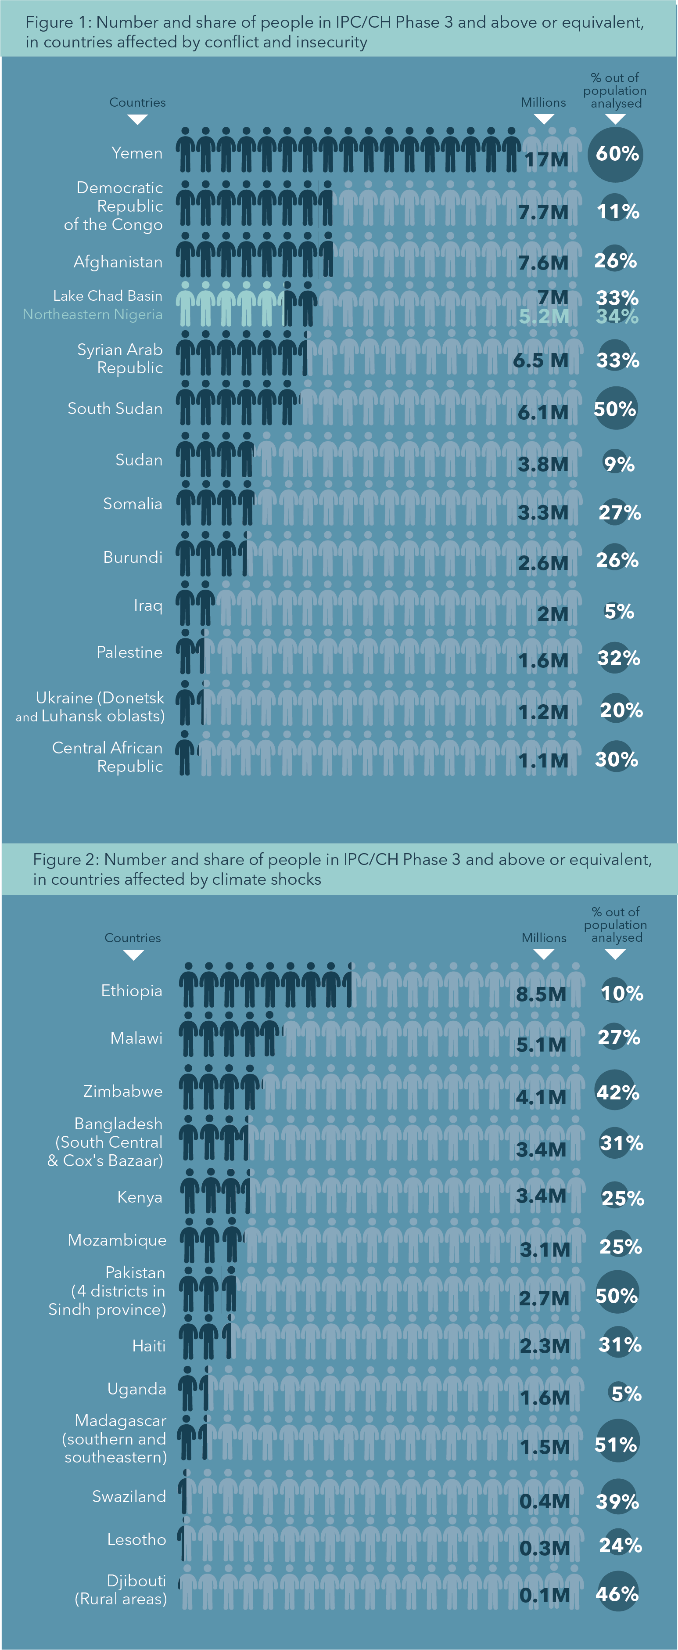 Figure 1: Number and share of people in IPC/CH Phase 3 and above or equivalent,
in countries affected by conflict and insecurity
Countries
Millions
% out of
population
analysed
Yemen
17M
60%
Democratic
Republic
of the Congo
7.7M
11%
Afghanistan
7.6M
26%
Lake Chad Basin
7M
33%
Northeastern Nigeria
5.2M
34%
Syrian Arab
Republic
6.5 M
33%
South Sudan
6.1M
50%
Sudan
3.8M
9%
Somalia
3.3M
27%
Burundi
2.6M
26%
Iraq
2M
5%
Palestine
1.6M
32%
Ukraine (Donetsk
and Luhansk oblasts)
1.2M
20%
Central African
Republic
1.1M
30%
Figure 2: Number and share of people in IPC/CH Phase 3 and above or equivalent,
in countries affected by climate shocks
Countries
Millions
% out of
population
analysed
Ethiopia
8.5M
10%
Malawi
5.1M
27%
Zimbabwe
4.1M
42%
Bangladesh
(South Central
& Cox's Bazaar)
3.4M
31%
Kenya
3.4M
25%
Mozambique
3.1M
25%
Pakistan
(4 districts in
Sindh province)
2.7M
50%
Haiti
2.3M
31%
Uganda
1.6M
5%
Madagascar
(southern and
southeastern)
1.5M
51%
Swaziland
0.4M
39%
Lesotho
0.3M
24%
Djibouti
(Rural areas)
0.1M
46%